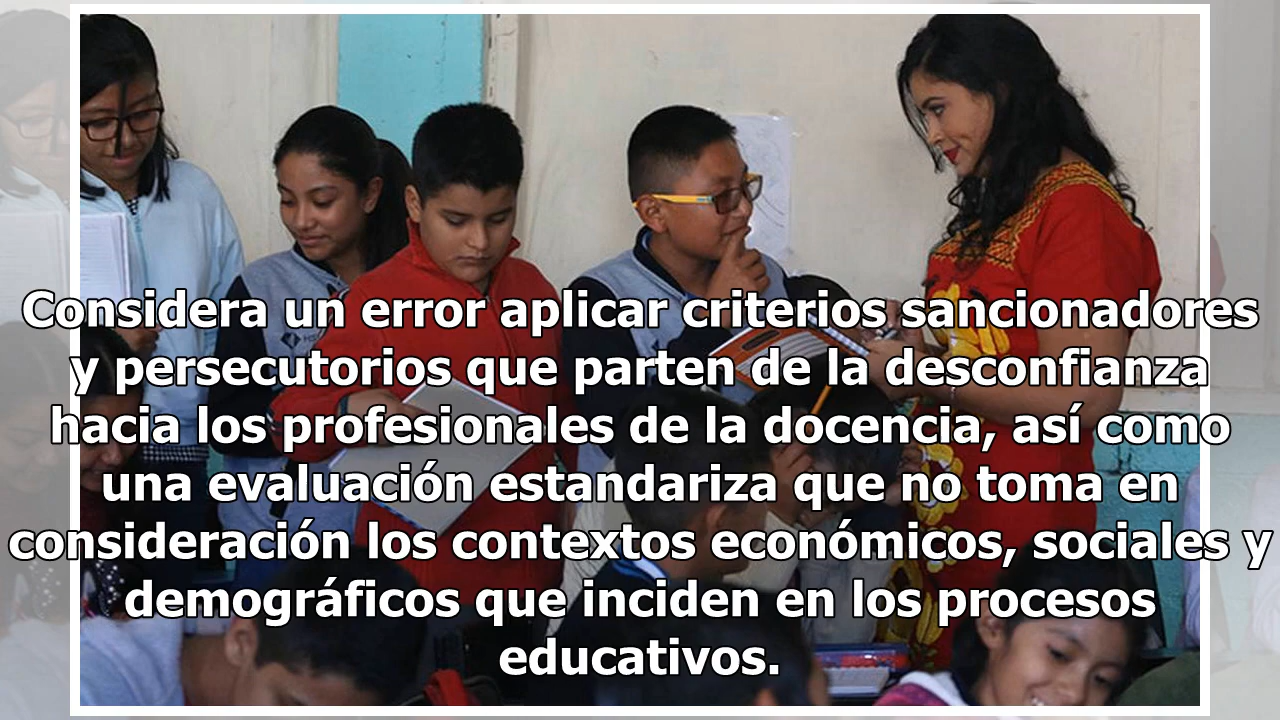 Considera un error aplicar criterios sancionadores
y persecutorios que parten de la desconfianza
hacia los profesionales de la docencia, así como
una evaluación estandariza que no toma en
consideración los contextos económicos, sociales y
demográficos que inciden en los procesos
educativos.